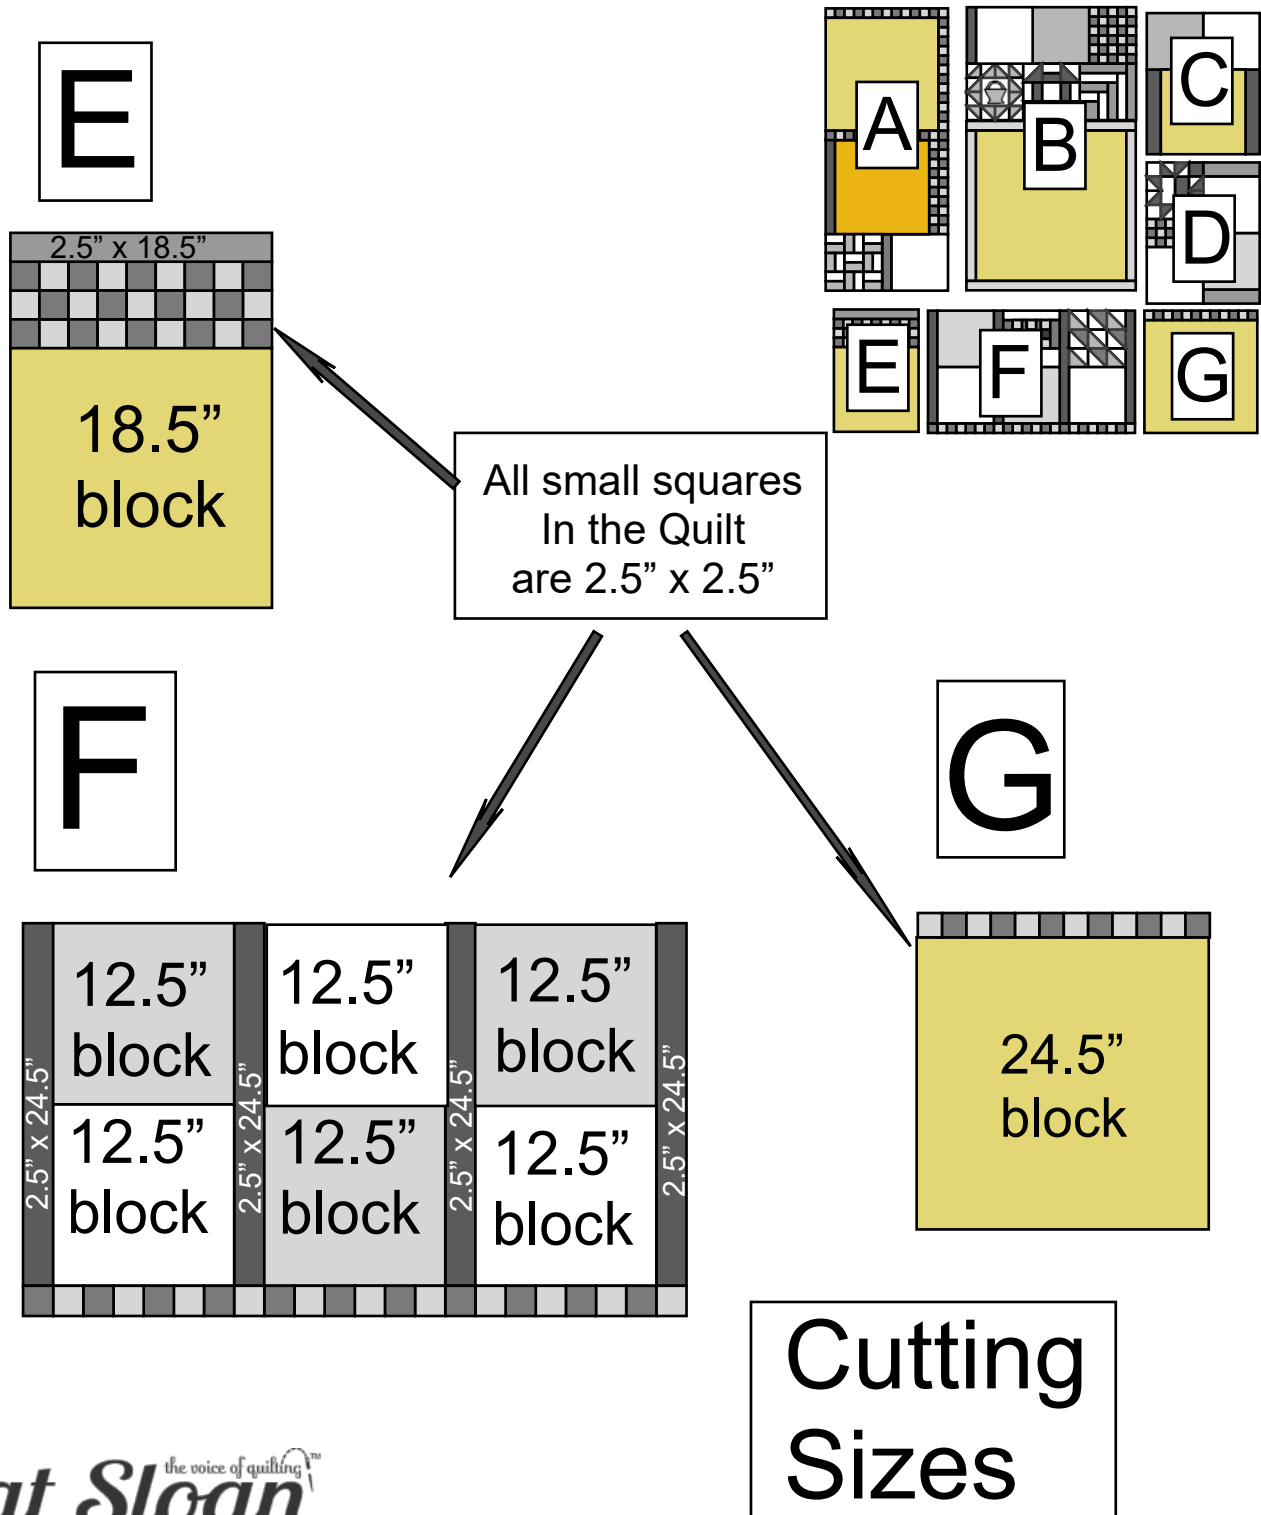 E
A
B
C
D
E
F
G
2.5” x 18.5”
18.5”
block
All small squares
In the Quilt
are 2.5” x 2.5”
F
G
2.5” x 24.5”
12.5”
block
12.5”
block
2.5” x 24.5”
12.5”
block
12.5”
block
2.5” x 24.5”
12.5”
block
12.5”
block
2.5” x 24.5”
24.5”
block
Cutting
Sizes
the voice of quilting™
Sloan